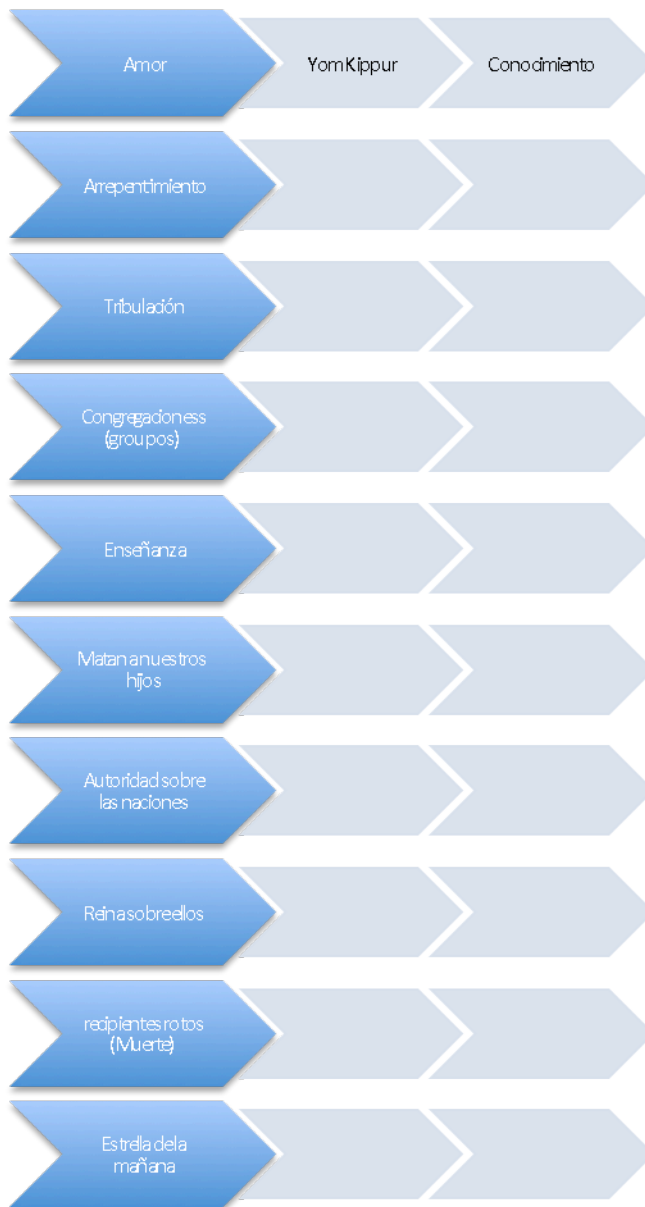 Amor
Yom Kippur
Conocimiento
Arrepentimiento
Tribulación
Congregacioness
(groupos)
Enseñanza
Matan a nuestros
hijos
Autoridad sobre
las naciones
Reina sobre ellos
recipientes rotos
(Muerte)
Estrella de la
mañana